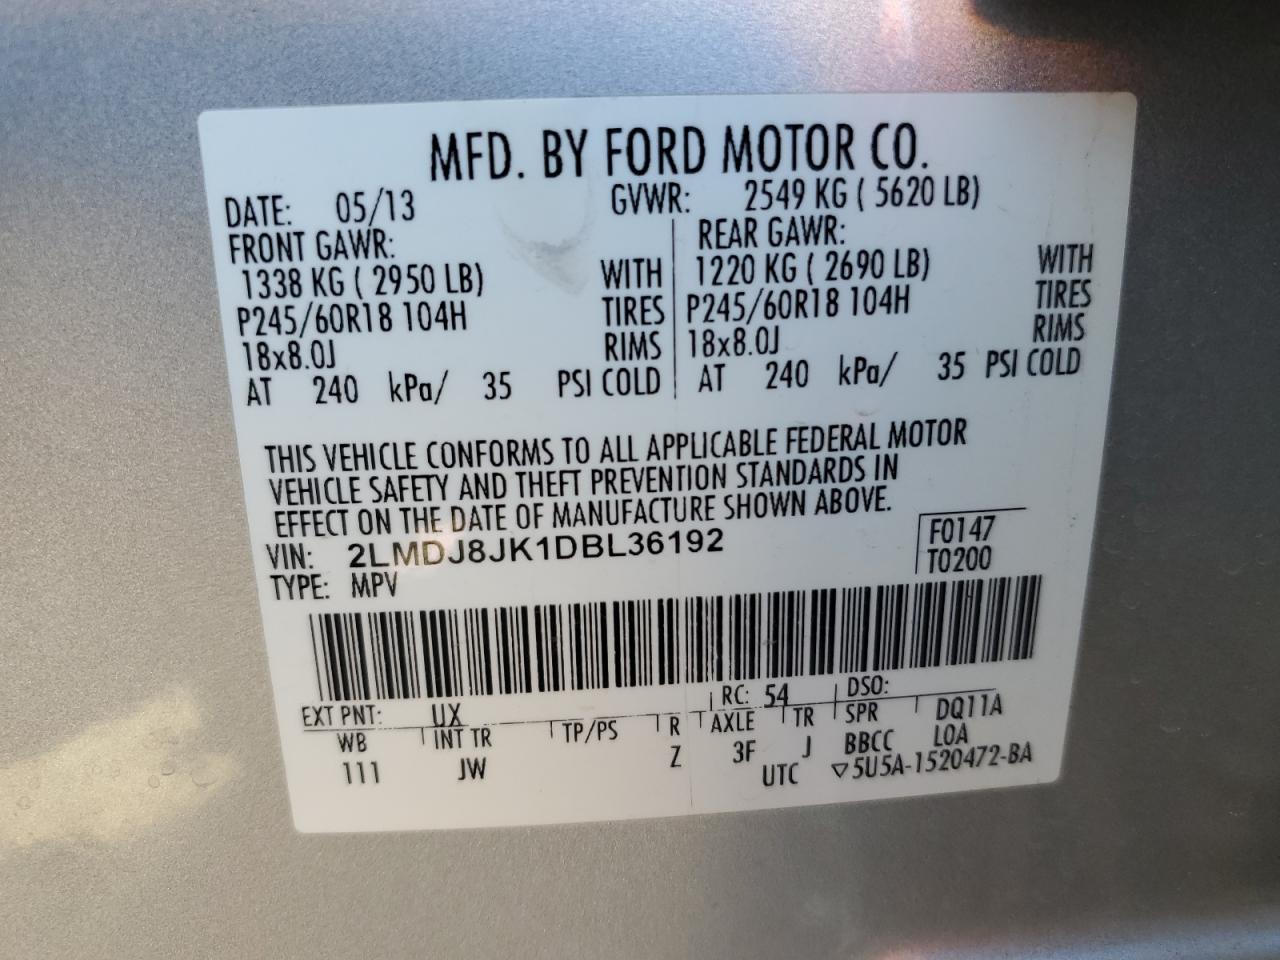 MFD. BY FORD MOTOR CO.
DATE: 05/13 GVWR: 2549 KG ( 5620 LB)
FRONT GAWR: REAR GAWR:
1338 KG ( 2950 LB) WITH 1220 KG ( 2690 LB) WITH
P245/60R18 104H TIRES P245/60R18 104H TIRES
18x8.0J RIMS 18x8.0J RIMS
AT 240 kPa/ 35 PSI COLD AT 240 kPa/ 35 PSI COLD
THIS VEHICLE CONFORMS TO ALL APPLICABLE FEDERAL MOTOR
VEHICLE SAFETY AND THEFT PREVENTION STANDARDS IN
EFFECT ON THE DATE OF MANUFACTURE SHOWN ABOVE.
VIN: 2LMDJ8JK1DBL36192 F0147
TYPE: MPV T0200
EXT PNT: UX RC: 54 DSO:
WB INT TR TP/PS R AXLE TR SPR DQ11A
111 JW Z 3F J BBCC LOA
UTC ▽5U5A-1520472-BA